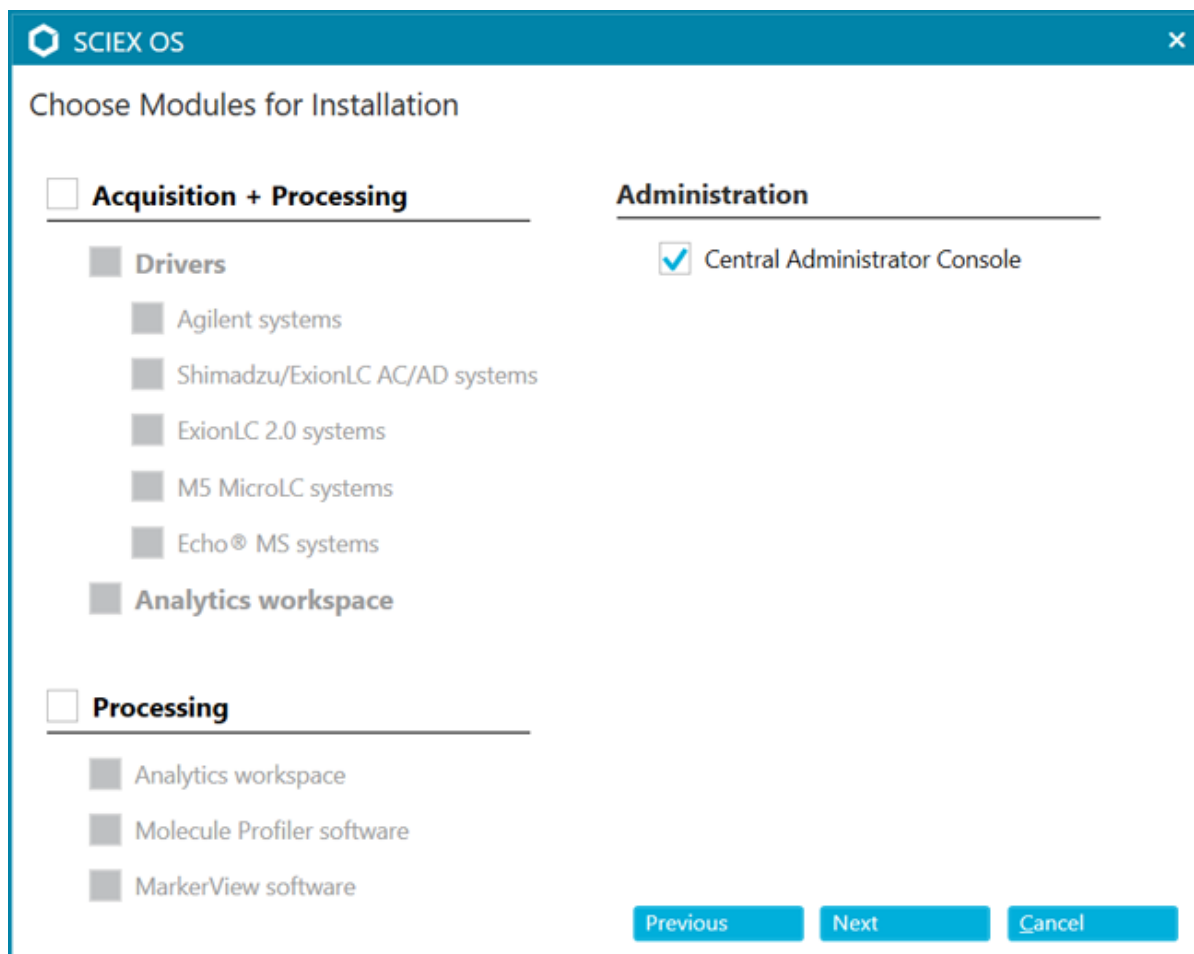 SCIEX OS
Choose Modules for Installation
Acquisition + Processing
Drivers
Agilent systems
Shimadzu/ExionLC AC/AD systems
ExionLC 2.0 systems
M5 MicroLC systems
Echo® MS systems
Analytics workspace
Processing
Analytics workspace
Molecule Profiler software
MarkerView software
Administration
Central Administrator Console
Previous
Next
Cancel